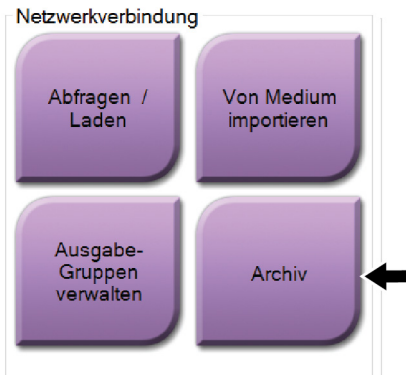 Netzwerkverbindung
Abfragen /
Laden
Von Medium
importieren
Ausgabe-
Gruppen
verwalten
Archiv